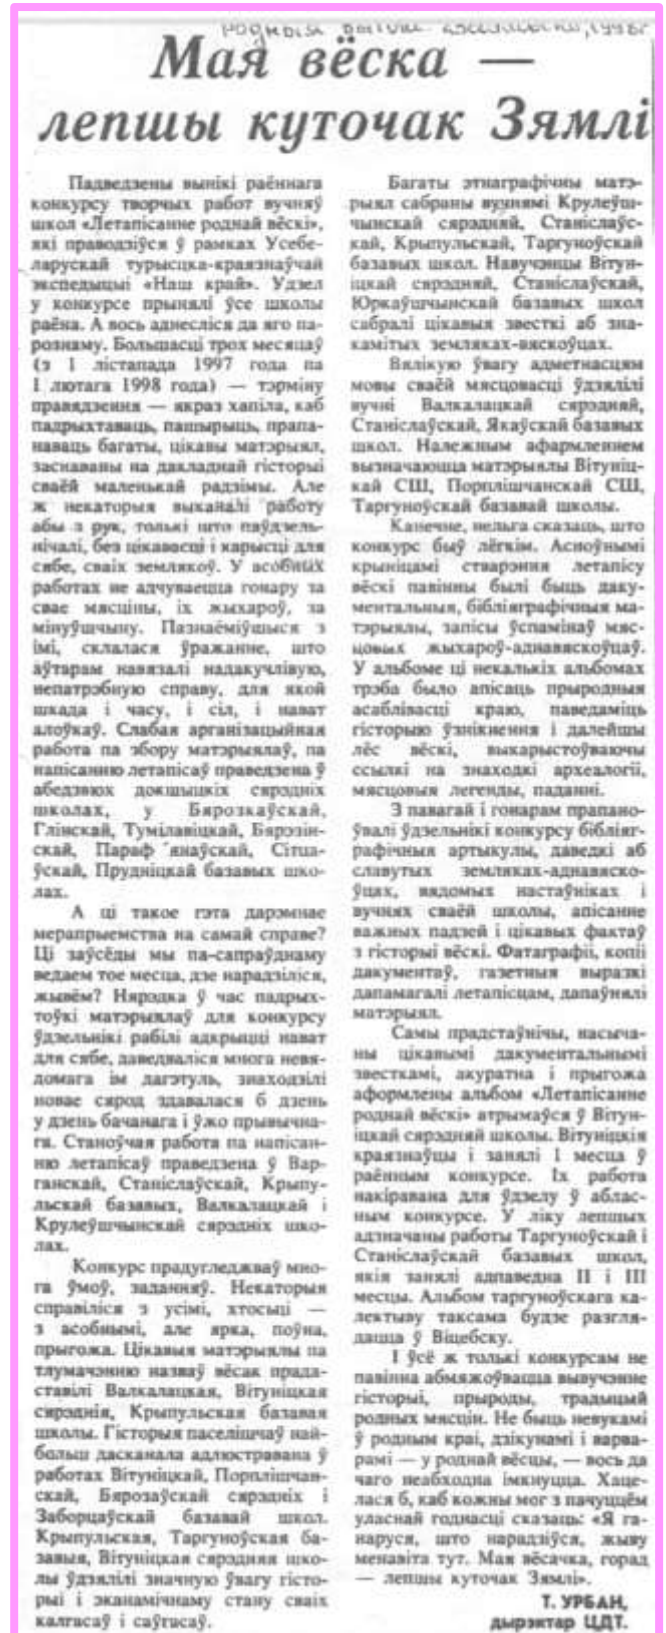 Родныя вытокі 1998г
Мая вёска —
лепшы куточак Зямлі
Падведзены вынікі раённага
конкурсу творчых работ вучняў
школ «Летапісанне роднай вёскі»,
які праводзіўся ў рамках Усебе-
ларускай турысцка-краязнаўчай
экспедыцыі «Наш край». Удзел
у конкурсе прынялі ўсе школы
раёна. А вось аднесліся да яго па-
рознаму. Большасці трох месяцаў
(з 1 лістапада 1997 года па
1 лютага 1998 года) — тэрміну
правядзення — якраз хапіла, каб
падрыхтаваць, пашырыць, прапа-
наваць багаты, цікавы матэрыял,
заснаваны на дакладнай гісторыі
сваёй маленькай радзімы. Але
ж некаторыя выканалі работу
абы з рук, толькі што паўдзель-
нічалі, без цікавасці і карысці для
сябе, сваіх землякоў. У асобных
работах не адчуваецца гонару за
свае мясціны, іх жыхароў, за
мінуўшчыну. Пазнаёміўшыся з
імі, склалася ўражанне, што
аўтарам навязалі надакучлівую,
непатрэбную справу, для якой
шкада і часу, і сіл, і нават
алоўкаў. Слабая арганізацыйная
работа па збору матэрыялаў, па
напісанню летапісаў праведзена ў
абедзвюх докшыцкіх сярэдніх
школах, у Бярозкаўскай,
Глінскай, Тумілавіцкай, Бярэзін-
скай, Параф'янаўскай, Сітца-
ўскай, Прудніцкай базавых шко-
лах.
А ці такое гэта дарэмнае
мерапрыемства на самай справе?
Ці заўсёды мы па-сапраўднаму
ведаем тое месца, дзе нарадзіліся,
жывём? Нярэдка ў час падрых-
тоўкі матэрыялаў для конкурсу
ўдзельнікі рабілі адкрыцці нават
для сябе, даведваліся многа невя-
домага ім дагэтуль, знаходзілі
новае сярод здавалася б дзень
у дзень бачанага і ўжо прывычна-
га. Станоўчая работа па напісан-
ню летапісаў праведзена ў Вар-
ганскай, Станіслаўскай, Крыпу-
льскай базавых, Валкалацкай і
Крулеўшчынскай сярэдніх шко-
лах.
Конкурс прадугледжваў мно-
га ўмоў, заданняў. Некаторыя
справіліся з усімі, хтосьці —
з асобнымі, але ярка, поўна,
прыгожа. Цікавыя матэрыялы па
тлумачэнню назваў вёсак прада-
ставілі Валкалацкая, Вітуніцкая
сярэднія, Крыпульская базавая
школы. Гісторыя паселішчаў най-
больш дасканала адлюстравана ў
работах Вітуніцкай, Порплішчан-
скай, Бярозаўскай сярэдніх і
Заборцаўскай базавай школ.
Крыпульская, Таргуноўская ба-
завыя, Вітуніцкая сярэдняя шко-
лы ўдзялілі значную ўвагу гісто-
рыі і эканамічнаму стану сваіх
калгасаў і саўгасаў.
Багаты этнаграфічны матэ-
рыял сабраны вучнямі Крулеўш-
чынскай сярэдняй, Станіслаўс-
кай, Крыпульскай, Таргуноўскай
базавых школ. Навучэнцы Вітун-
іцкай сярэдняй, Станіслаўскай,
Юркаўшчынскай базавых школ
сабралі цікавыя звесткі аб зна-
камітых земляках-вяскоўцах.
Вялікую ўвагу адметнасцям
мовы сваёй мясцовасці ўдзялілі
вучні Валкалацкай сярэдняй,
Станіслаўскай, Якаўскай базавых
школ. Належным афармленнем
вызначаюцца матэрыялы Вітуніц-
кай СШ, Порплішчанскай СШ,
Таргуноўскай базавай школы.
Канечне, нельга сказаць, што
конкурс быў лёгкім. Асноўнымі
крыніцамі стварэння летапісу
вёскі павінны былі быць даку-
ментальныя, бібліяграфічныя ма-
тэрыялы, запісы ўспамінаў мяс-
цовых жыхароў-аднавяскоўцаў.
У альбоме ці некалькіх альбомах
трэба было апісаць прыродныя
асаблівасці краю, паведаміць
гісторыю ўзнікнення і далейшы
лёс вёскі, выкарыстоўваючы
ссылкі на знаходкі археалогіі,
мясцовыя легенды, паданні.
З павагай і гонарам прапано-
ўвалі ўдзельнікі конкурсу бібліяг-
рафічныя артыкулы, даведкі аб
славутых земляках-аднавяско-
ўцах, вядомых настаўніках і
вучнях сваёй школы, апісанне
важных падзей і цікавых фактаў
з гісторыі вёскі. Фатаграфіі, копіі
дакументаў, газетныя выразкі
дапамагалі летапісцам, дапаўнялі
матэрыял.
Самы прадстаўнічы, насыча-
ны цікавымі дакументальнымі
звесткамі, акуратна і прыгожа
аформлены альбом «Летапісанне
роднай вёскі» атрымаўся ў Вітун-
іцкай сярэдняй школы. Вітуніцкія
краязнаўцы і занялі 1 месца ў
раённым конкурсе. Іх работа
накіравана для ўдзелу ў аблас-
ным конкурсе. У ліку лепшых
адзначаны работы Таргуноўскай і
Станіслаўскай базавых школ,
якія занялі адпаведна II і III
месцы. Альбом таргуноўскага ка-
лектыву таксама будзе разгля-
дацца ў Віцебску.
І ўсё ж толькі конкурсам не
павінна абмяжоўвацца вывучэнне
гісторыі, прыроды, традыцый
родных мясцін. Не быць невукамі
ў родным краі, дзікунамі і варва-
рамі — у роднай вёсцы, — вось да
чаго неабходна імкнуцца. Хаце-
лася б, каб кожны мог з пачуццём
уласнай годнасці сказаць: «Я га-
наруся, што нарадзіўся, жыву
менавіта тут. Мая вёсачка, горад
— лепшы куточак Зямлі».
Т. УРБАН,
дырэктар ЦДТ.